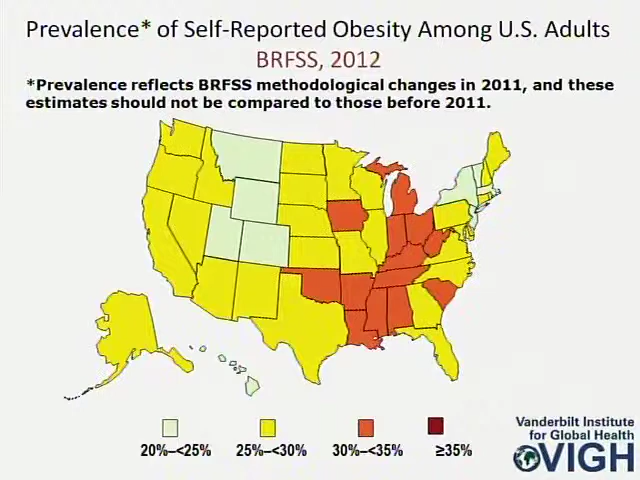 Prevalence* of Self-Reported Obesity Among U.S. Adults
BRFSS, 2012
*Prevalence reflects BRFSS methodological changes in 2011, and these
estimates should not be compared to those before 2011.
20%–<25% 25%–<30% 30%–<35% ≥35%
Vanderbilt Institute
for Global Health
VIGH